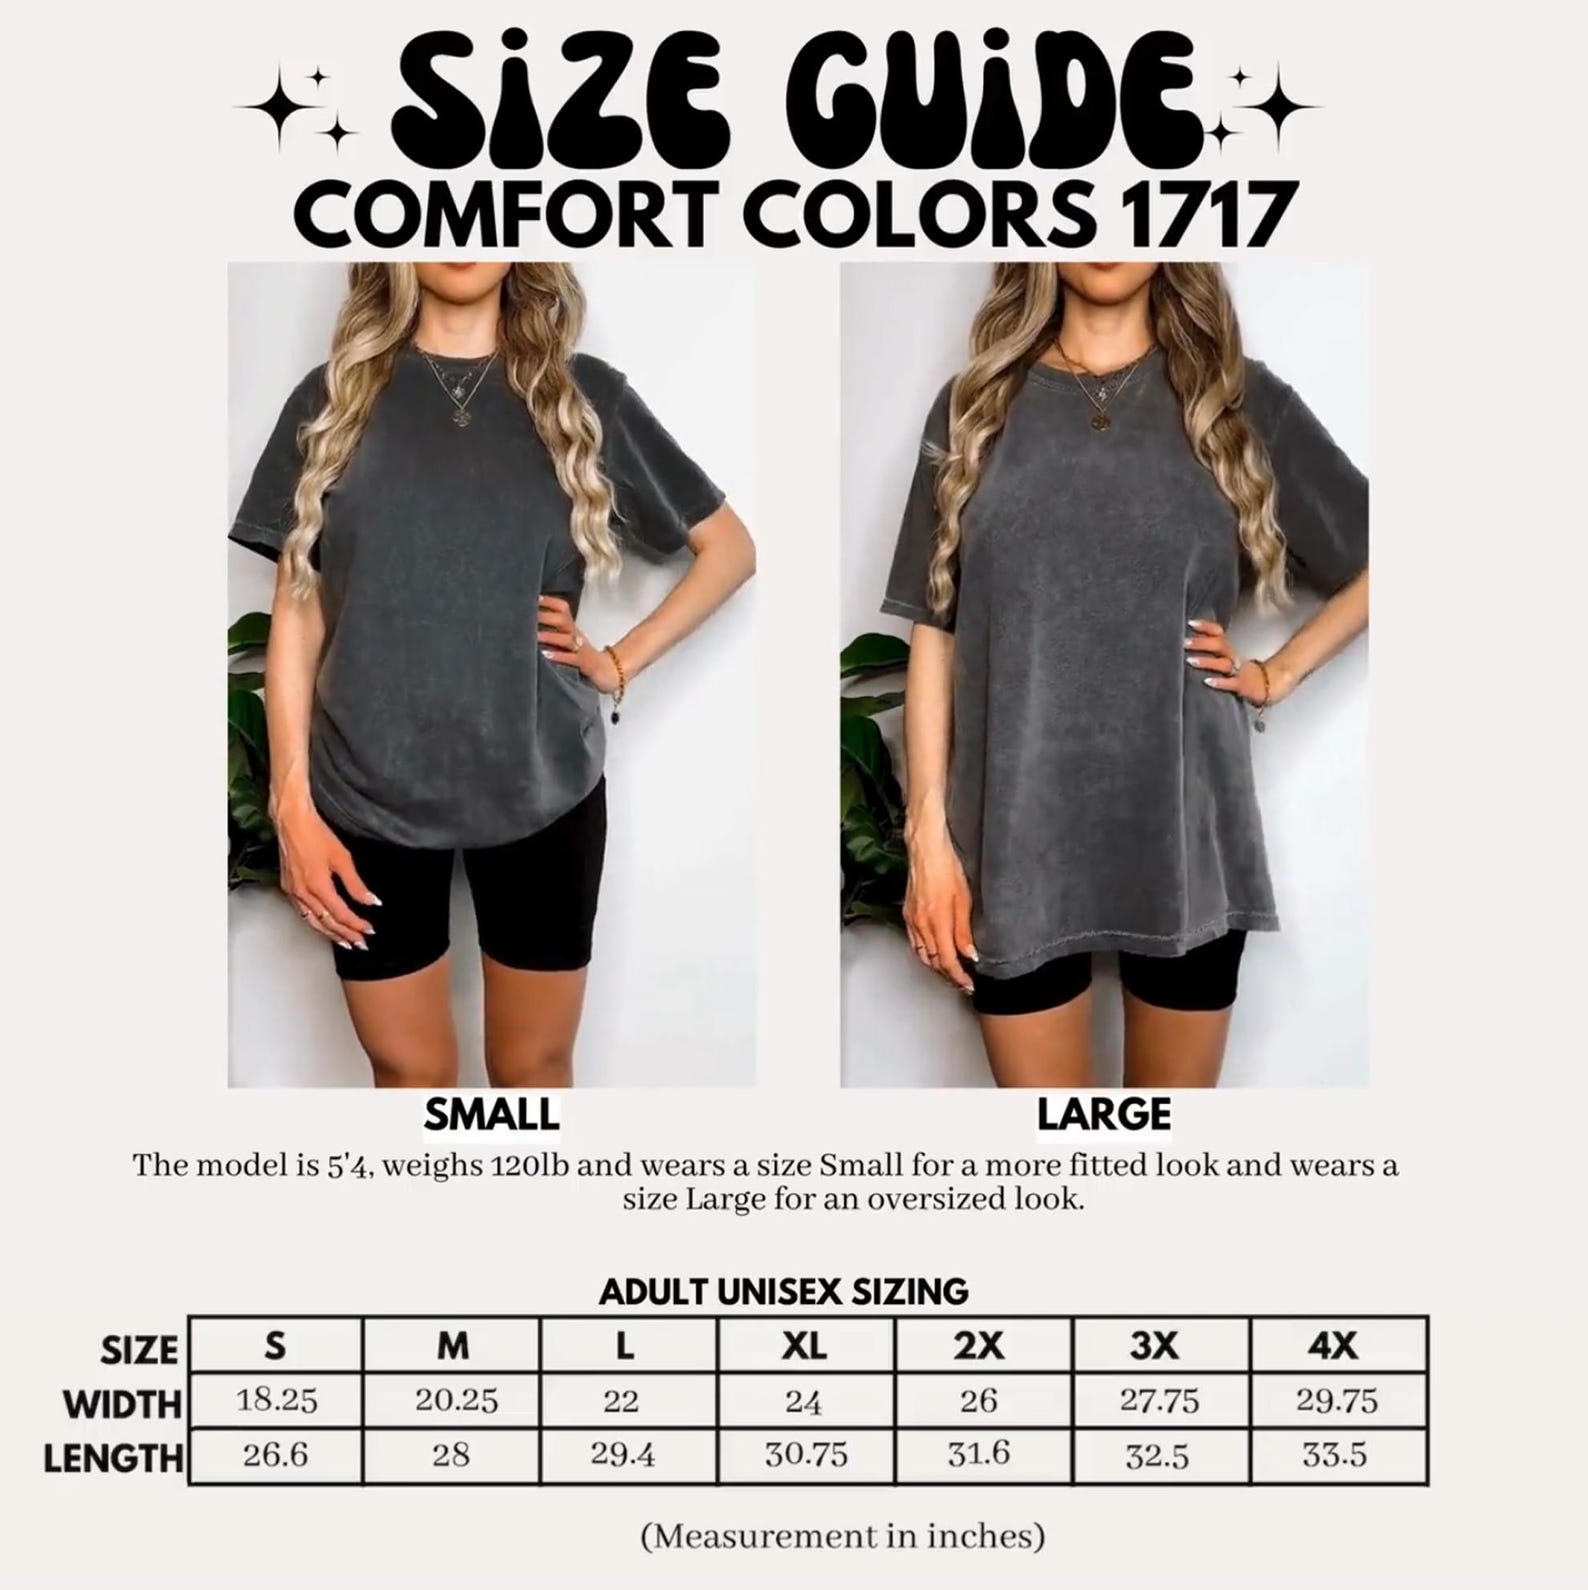 SiZE GUiDE
COMFORT COLORS 1717
SMALL
LARGE
The model is 5'4, weighs 120lb and wears a size Small for a more fitted look and wears a
size Large for an oversized look.
ADULT UNISEX SIZING
SIZE S M L XL 2X 3X 4X
WIDTH 18.25 20.25 22 24 26 27.75 29.75
LENGTH 26.6 28 29.4 30.75 31.6 32.5 33.5
(Measurement in inches)